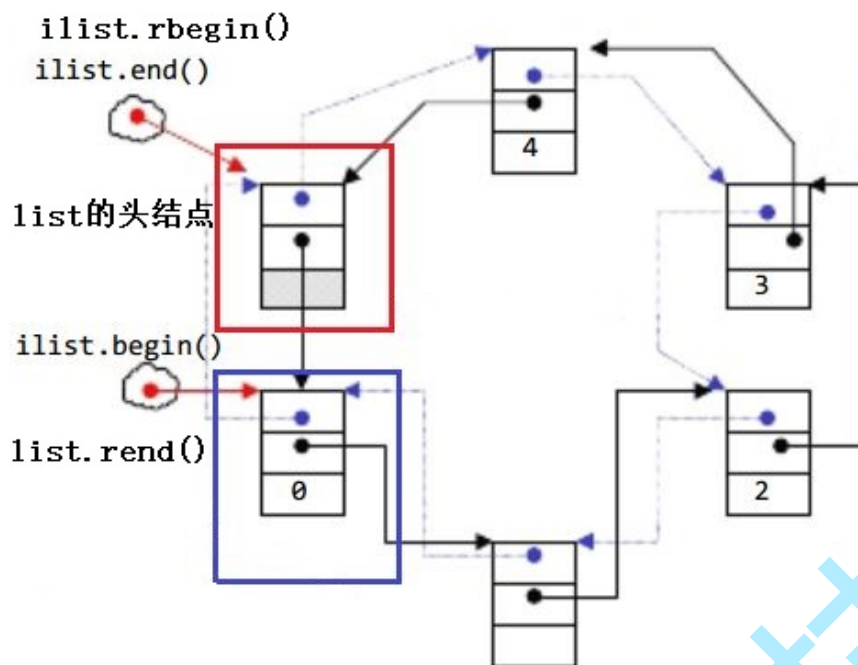 ilist.rbegin()
ilist.end()
4
list的头结点
3
ilist.begin()
list.rend()
0
2